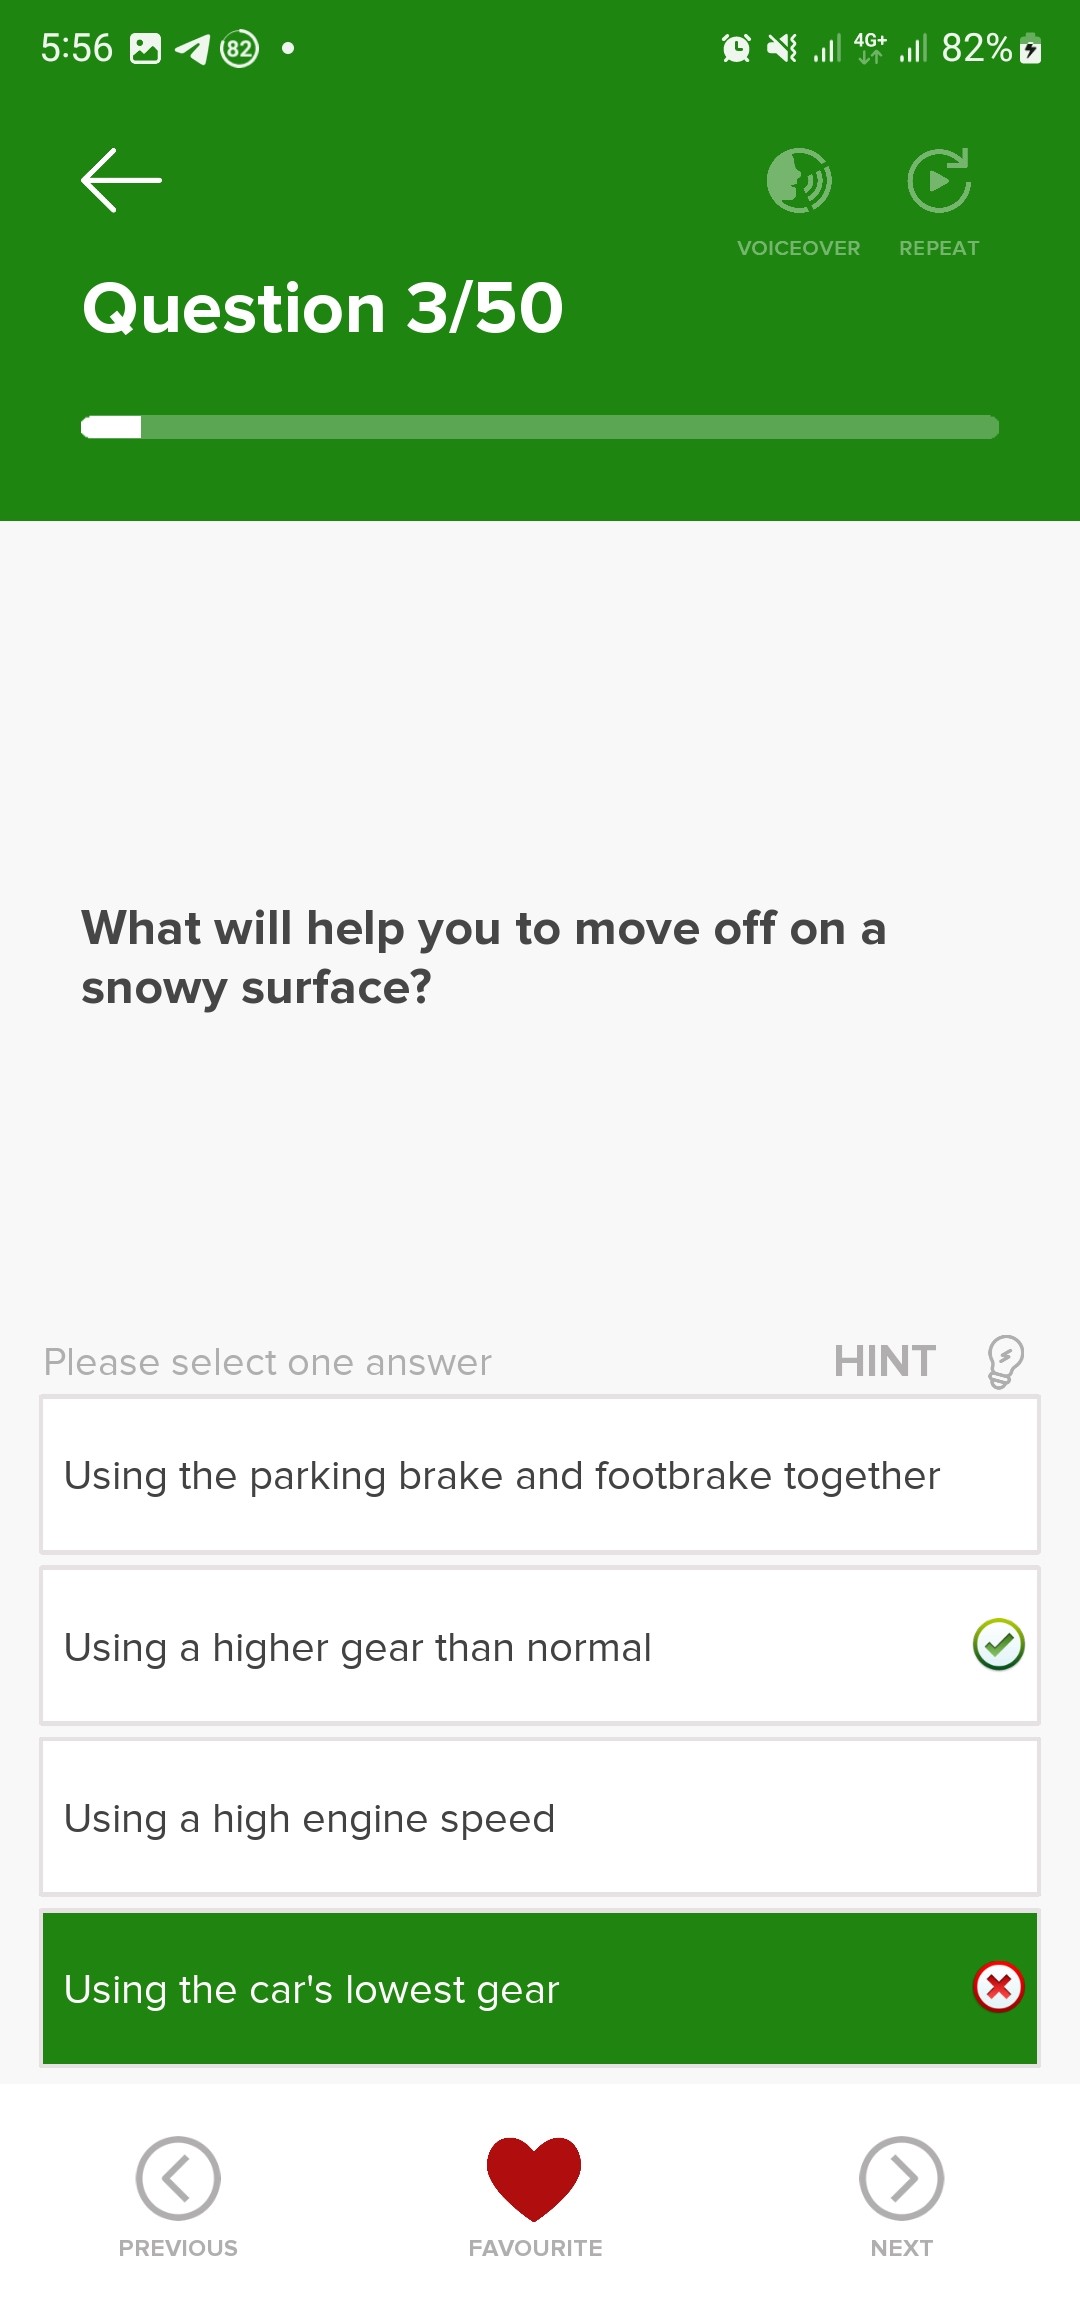 5:56 82 4G+ 82%
VOICEOVER REPEAT
Question 3/50
What will help you to move off on a
snowy surface?
Please select one answer HINT
Using the parking brake and footbrake together
Using a higher gear than normal
Using a high engine speed
Using the car's lowest gear
PREVIOUS FAVOURITE NEXT